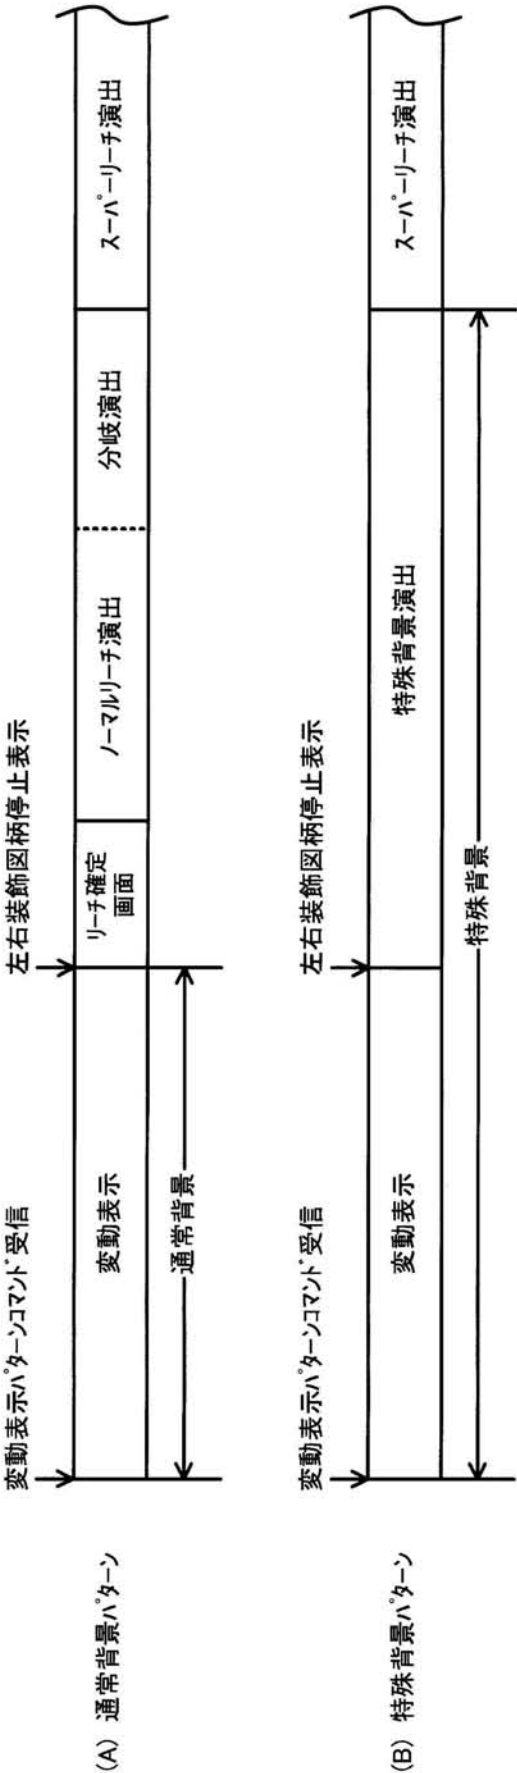 (A) 通常背景パターン
変動表示パターンコマンド受信
左右装飾図柄停止表示
変動表示
リーチ確定
画面
ノーマルリーチ演出
分岐演出
スーパーリーチ演出
通常背景
(B) 特殊背景パターン
変動表示パターンコマンド受信
左右装飾図柄停止表示
変動表示
特殊背景演出
スーパーリーチ演出
特殊背景